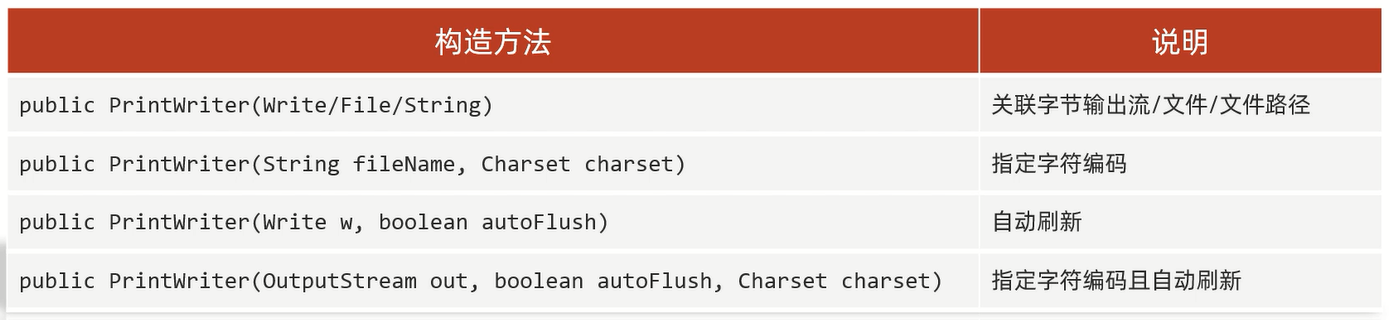 构造方法 说明
public PrintWriter(Write/File/String) 关联字节输出流/文件/文件路径
public PrintWriter(String fileName, Charset charset) 指定字符编码
public PrintWriter(Write w, boolean autoFlush) 自动刷新
public PrintWriter(OutputStream out, boolean autoFlush, Charset charset) 指定字符编码且自动刷新